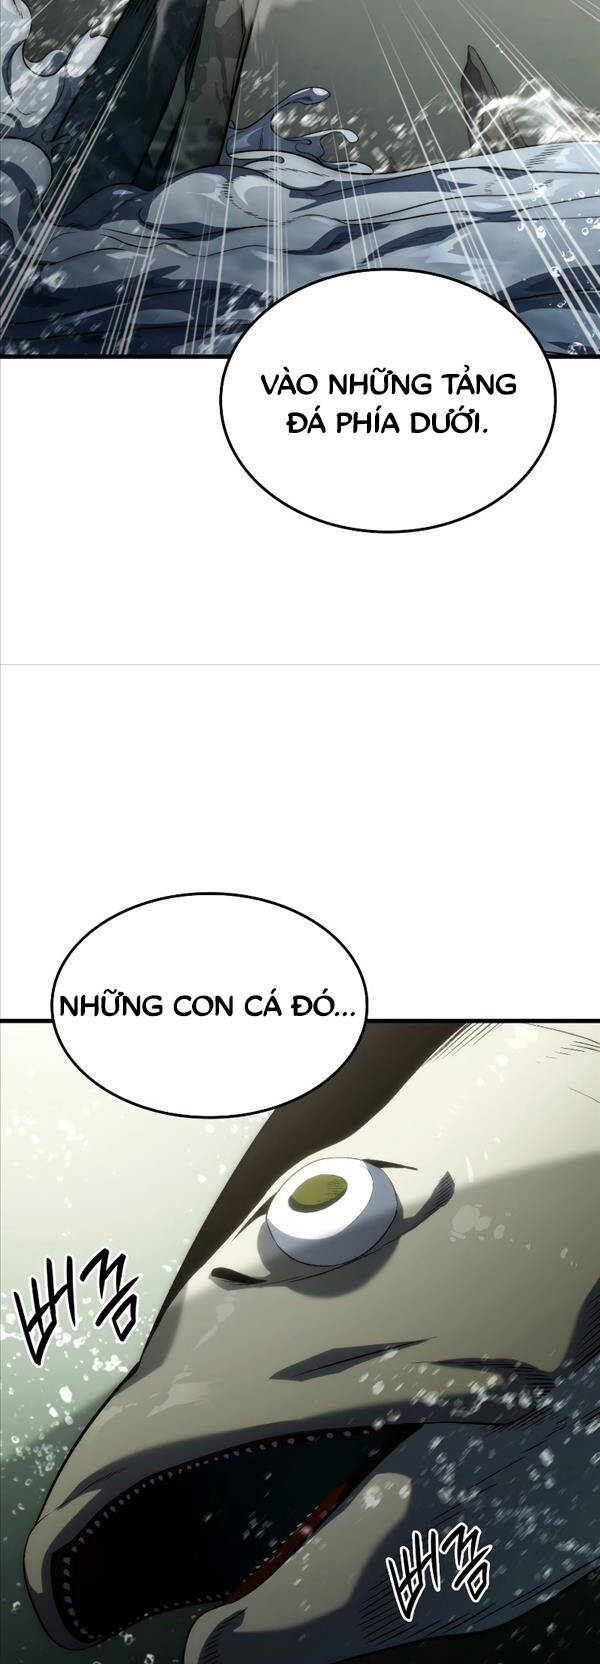 VÀO NHỮNG TẢNG
ĐÁ PHÍA DƯỚI.
NHỮNG CON CÁ ĐÓ...
뻐끔
뻐끔